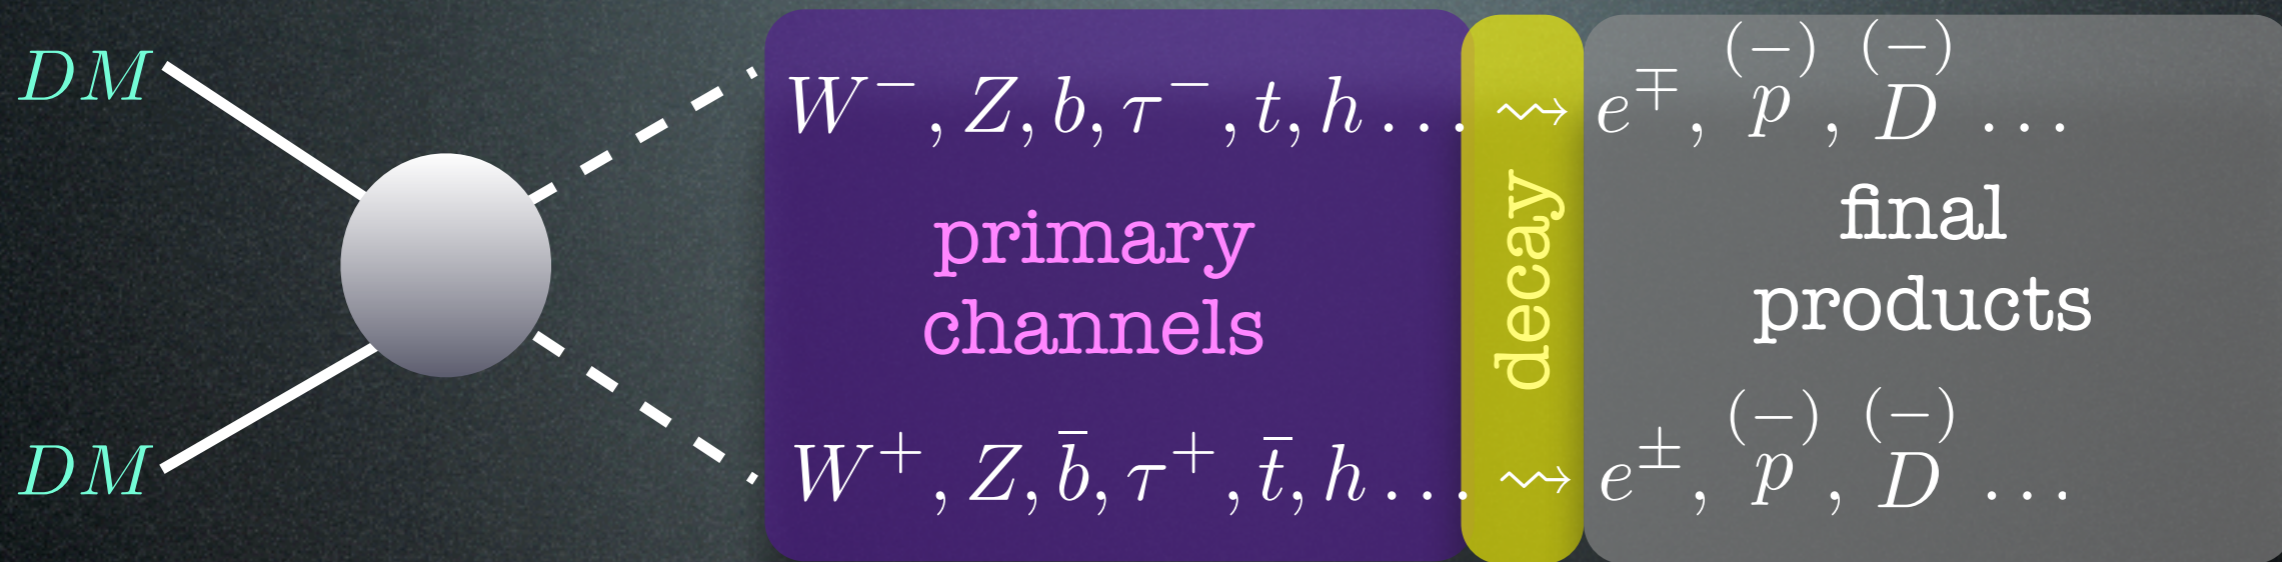 DM
W⁻, Z, b, τ⁻, t, h ... ⇝ e^∓, (−)p, (−)D ...
primary
channels
decay
final
products
DM
W⁺, Z, b̄, τ⁺, t̄, h ... ⇝ e^±, (−)p, (−)D ...